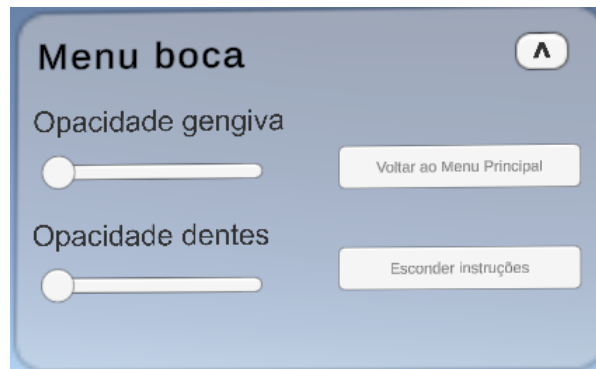 Menu boca
^
Opacidade gengiva
Voltar ao Menu Principal
Opacidade dentes
Esconder instruções